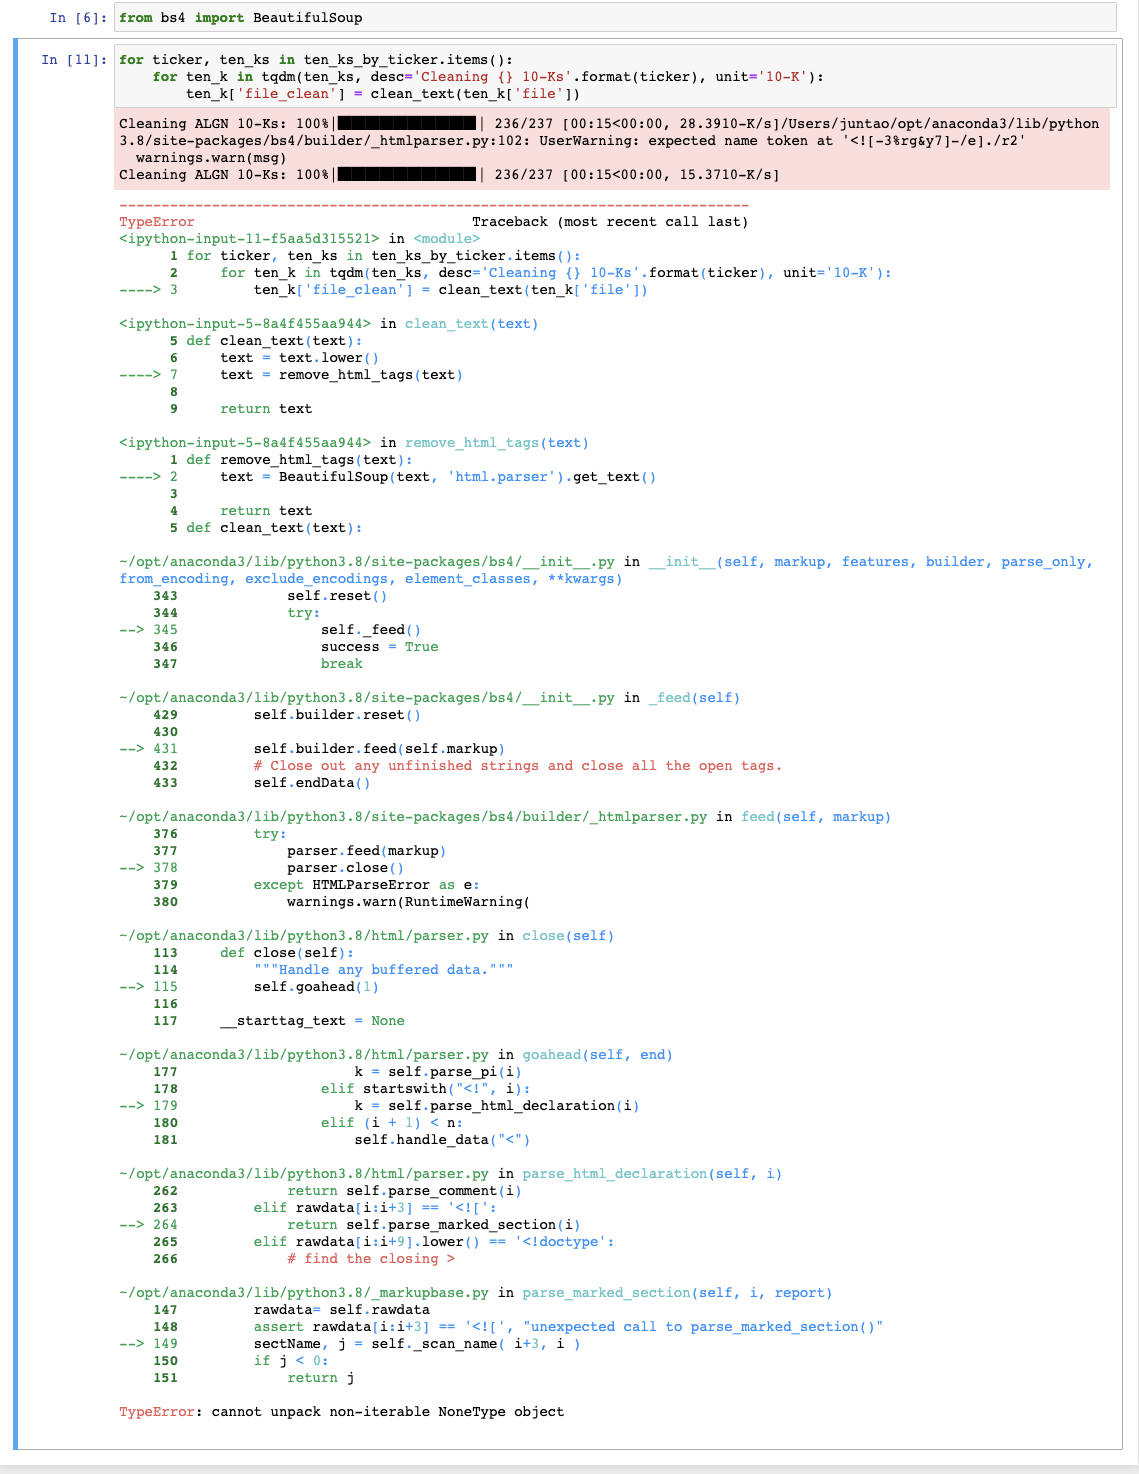 In [6]: from bs4 import BeautifulSoup
In [11]: for ticker, ten_ks in ten_ks_by_ticker.items():
    for ten_k in tqdm(ten_ks, desc='Cleaning {} 10-Ks'.format(ticker), unit='10-K'):
        ten_k['file_clean'] = clean_text(ten_k['file'])
Cleaning ALGN 10-Ks: 100%|██████████| 236/237 [00:15<00:00, 28.3910-K/s]/Users/juntao/opt/anaconda3/lib/python
3.8/site-packages/bs4/builder/_htmlparser.py:102: UserWarning: expected name token at '<![-3%rg&y7]-/e]./r2'
  warnings.warn(msg)
Cleaning ALGN 10-Ks: 100%|██████████| 236/237 [00:15<00:00, 15.3710-K/s]
---------------------------------------------------------------------------
TypeError                                 Traceback (most recent call last)
<ipython-input-11-f5aa5d315521> in <module>
      1 for ticker, ten_ks in ten_ks_by_ticker.items():
      2     for ten_k in tqdm(ten_ks, desc='Cleaning {} 10-Ks'.format(ticker), unit='10-K'):
----> 3         ten_k['file_clean'] = clean_text(ten_k['file'])
<ipython-input-5-8a4f455aa944> in clean_text(text)
      5 def clean_text(text):
      6     text = text.lower()
----> 7     text = remove_html_tags(text)
      8
      9     return text
<ipython-input-5-8a4f455aa944> in remove_html_tags(text)
      1 def remove_html_tags(text):
----> 2     text = BeautifulSoup(text, 'html.parser').get_text()
      3
      4     return text
      5 def clean_text(text):
~/opt/anaconda3/lib/python3.8/site-packages/bs4/__init__.py in __init__(self, markup, features, builder, parse_only,
from_encoding, exclude_encodings, element_classes, **kwargs)
    343             self.reset()
    344             try:
--> 345                 self._feed()
    346                 success = True
    347                 break
~/opt/anaconda3/lib/python3.8/site-packages/bs4/__init__.py in _feed(self)
    429         self.builder.reset()
    430
--> 431         self.builder.feed(self.markup)
    432         # Close out any unfinished strings and close all the open tags.
    433         self.endData()
~/opt/anaconda3/lib/python3.8/site-packages/bs4/builder/_htmlparser.py in feed(self, markup)
    376         try:
    377             parser.feed(markup)
--> 378             parser.close()
    379         except HTMLParseError as e:
    380             warnings.warn(RuntimeWarning(
~/opt/anaconda3/lib/python3.8/html/parser.py in close(self)
    113     def close(self):
    114         """Handle any buffered data."""
--> 115         self.goahead(1)
    116
    117     __starttag_text = None
~/opt/anaconda3/lib/python3.8/html/parser.py in goahead(self, end)
    177                     k = self.parse_pi(i)
    178                 elif startswith("<!", i):
--> 179                     k = self.parse_html_declaration(i)
    180                 elif (i + 1) < n:
    181                     self.handle_data("<")
~/opt/anaconda3/lib/python3.8/html/parser.py in parse_html_declaration(self, i)
    262             return self.parse_comment(i)
    263         elif rawdata[i:i+3] == '<![':
--> 264             return self.parse_marked_section(i)
    265         elif rawdata[i:i+9].lower() == '<!doctype':
    266             # find the closing >
~/opt/anaconda3/lib/python3.8/_markupbase.py in parse_marked_section(self, i, report)
    147         rawdata= self.rawdata
    148         assert rawdata[i:i+3] == '<![', "unexpected call to parse_marked_section()"
--> 149         sectName, j = self._scan_name( i+3, i )
    150         if j < 0:
    151             return j
TypeError: cannot unpack non-iterable NoneType object